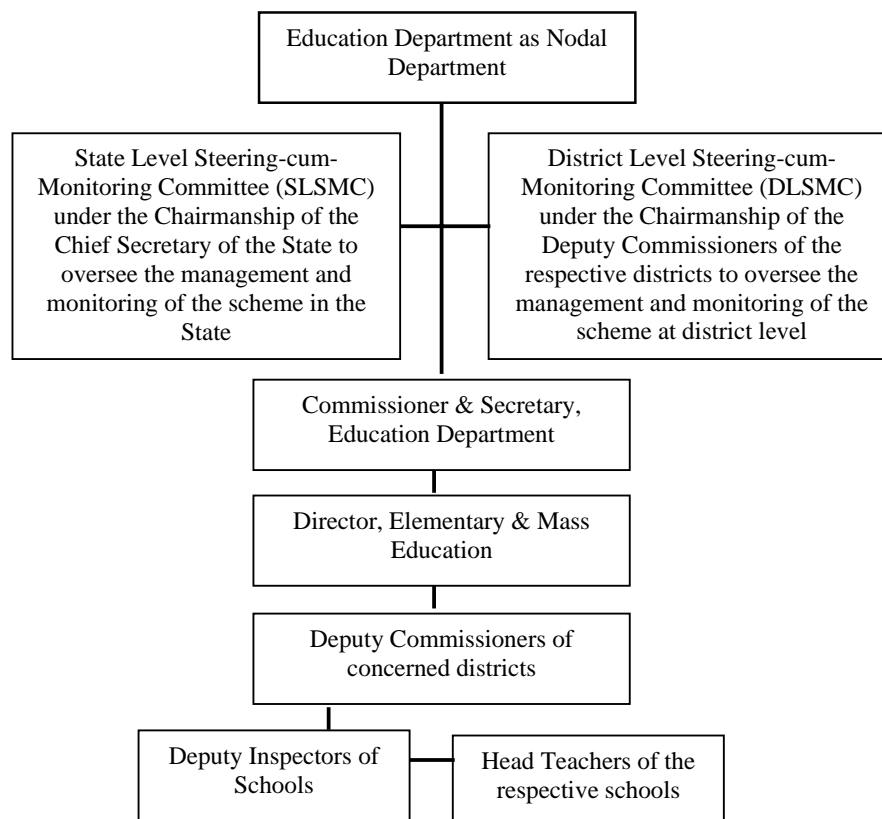 Education Department as Nodal
Department
State Level Steering-cum-
Monitoring Committee (SLSMC)
under the Chairmanship of the
Chief Secretary of the State to
oversee the management and
monitoring of the scheme in the
State
District Level Steering-cum-
Monitoring Committee (DLSMC)
under the Chairmanship of the
Deputy Commissioners of the
respective districts to oversee the
management and monitoring of the
scheme at district level
Commissioner & Secretary,
Education Department
Director, Elementary & Mass
Education
Deputy Commissioners of
concerned districts
Deputy Inspectors of
Schools
Head Teachers of the
respective schools